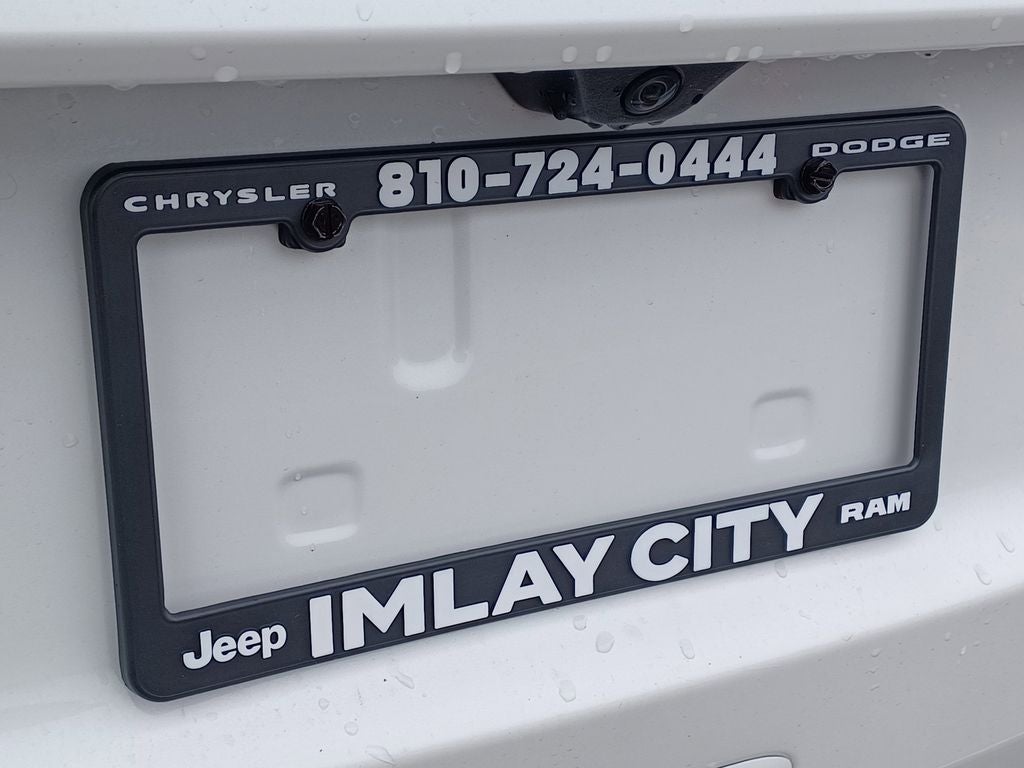 CHRYSLER 810-724-0444 DODGE
Jeep IMLAY CITY RAM